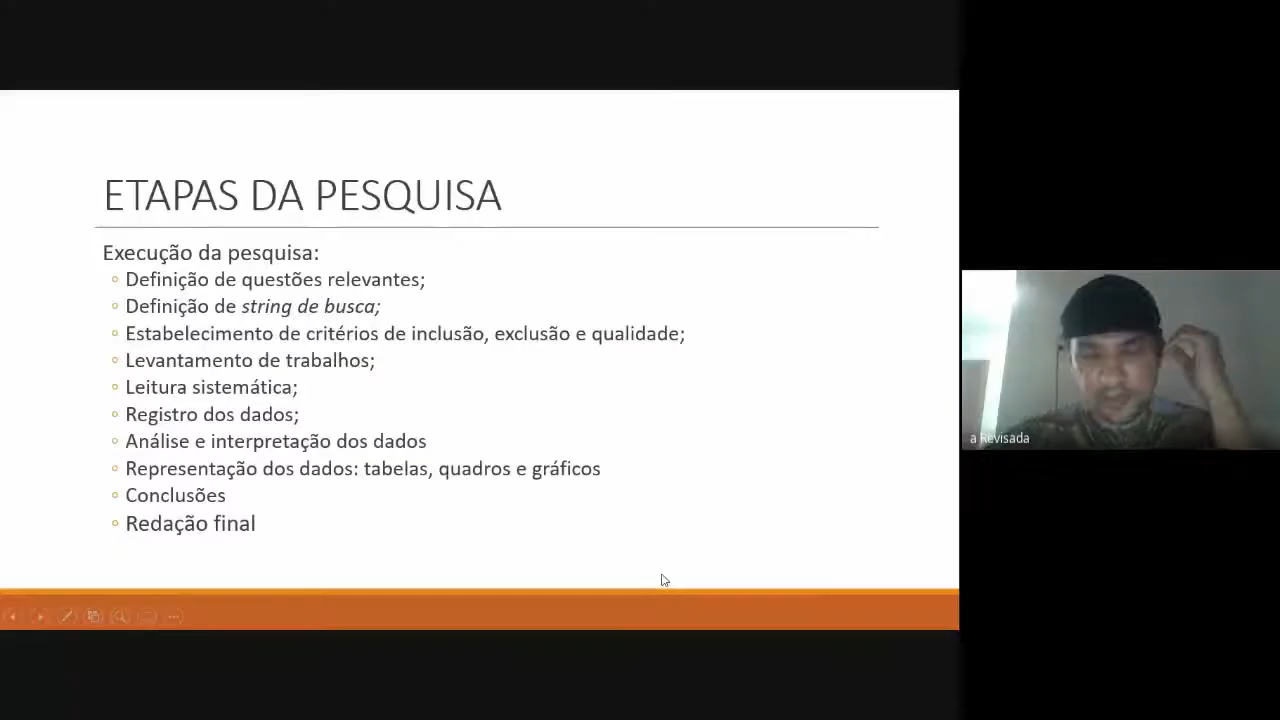 ETAPAS DA PESQUISA
Execução da pesquisa:
Definição de questões relevantes;
Definição de string de busca;
Estabelecimento de critérios de inclusão, exclusão e qualidade;
Levantamento de trabalhos;
Leitura sistemática;
Registro dos dados;
Análise e interpretação dos dados
Representação dos dados: tabelas, quadros e gráficos
Conclusões
Redação final
a Revisada